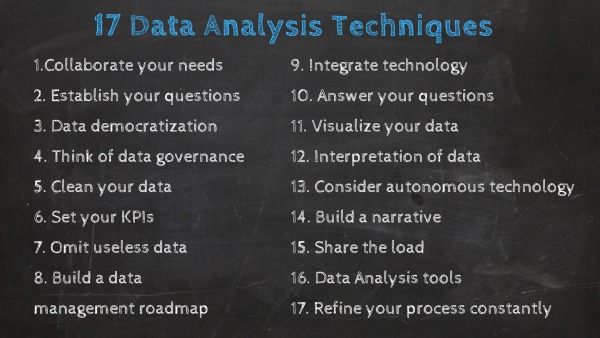 17 Data Analysis Techniques
1.Collaborate your needs
2. Establish your questions
3. Data democratization
4. Think of data governance
5. Clean your data
6. Set your KPIs
7. Omit useless data
8. Build a data
management roadmap
9. Integrate technology
10. Answer your questions
11. Visualize your data
12. Interpretation of data
13. Consider autonomous technology
14. Build a narrative
15. Share the load
16. Data Analysis tools
17. Refine your process constantly